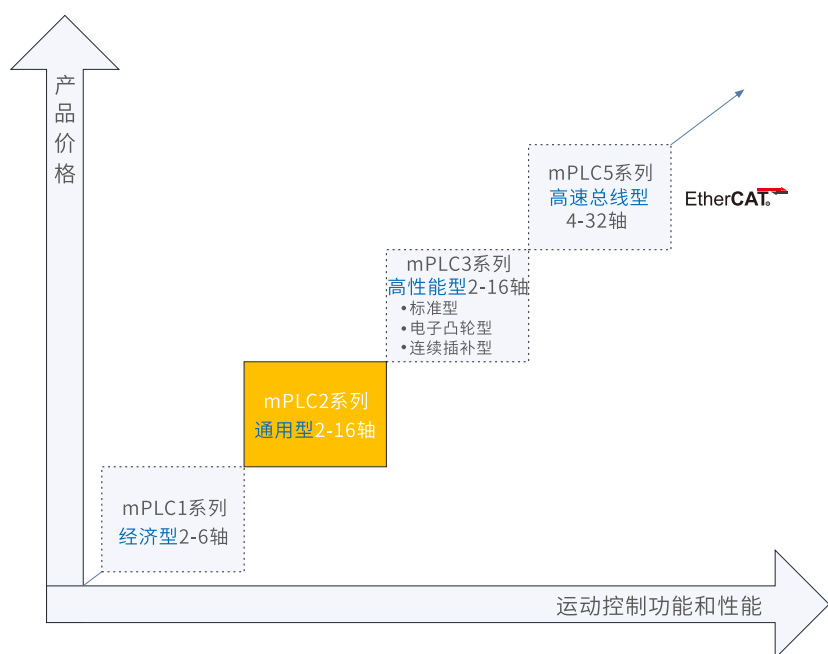 产品价格
mPLC5系列
高速总线型
4-32轴
EtherCAT®
mPLC3系列
高性能型2-16轴
•标准型
•电子凸轮型
•连续插补型
mPLC2系列
通用型2-16轴
mPLC1系列
经济型2-6轴
运动控制功能和性能